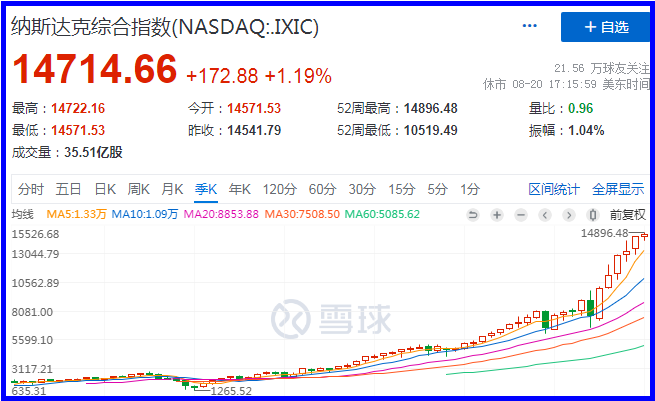 纳斯达克综合指数(NASDAQ:.IXIC) ••• + 自选
14714.66 +172.88 +1.19% 21.56 万球友关注
休市 08-20 17:15:59 美东时间
最高：14722.16 今开：14571.53 52周最高：14896.48 量比：0.96
最低：14571.53 昨收：14541.79 52周最低：10519.49 振幅：1.04%
成交量：35.51亿股
分时 五日 日K 周K 月K 季K 年K 120分 60分 30分 15分 5分 1分 区间统计 全屏显示
均线 MA5:1.33万 MA10:1.09万 MA20:8853.88 MA30:7508.50 MA60:5085.62 前复权
15526.68 14896.48
13044.79
10562.89
8081.00
雪球
5599.10
3117.21
635.31 1265.52